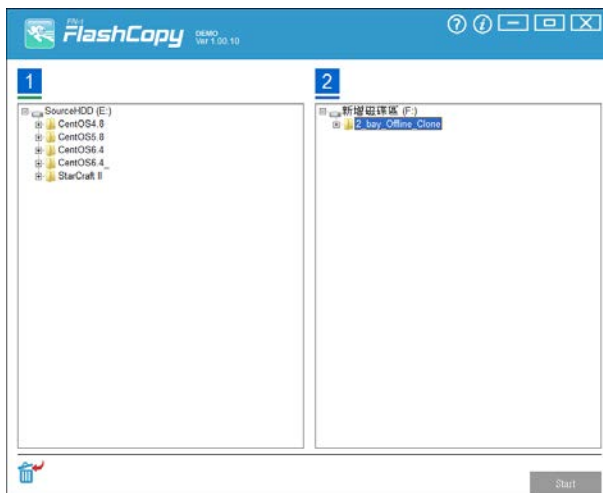 FlashCopy
DEMO
Ver 1.00.10
1
SourceHDD (E:)
CentOS4.8
CentOS5.8
CentOS6.4
CentOS6.4_
StarCraft II
2
新增磁碟區 (F:)
2_bay_Offline_Clone
Start